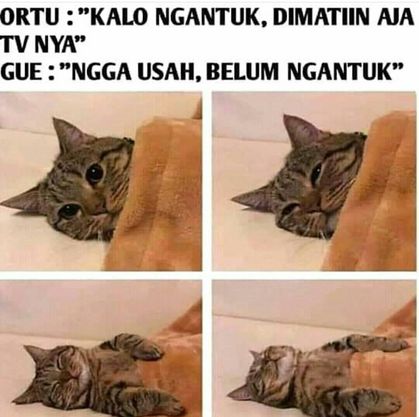 ORTU : "KALO NGANTUK, DIMATIIN AJA
TV NYA"
GUE : "NGGA USAH, BELUM NGANTUK"